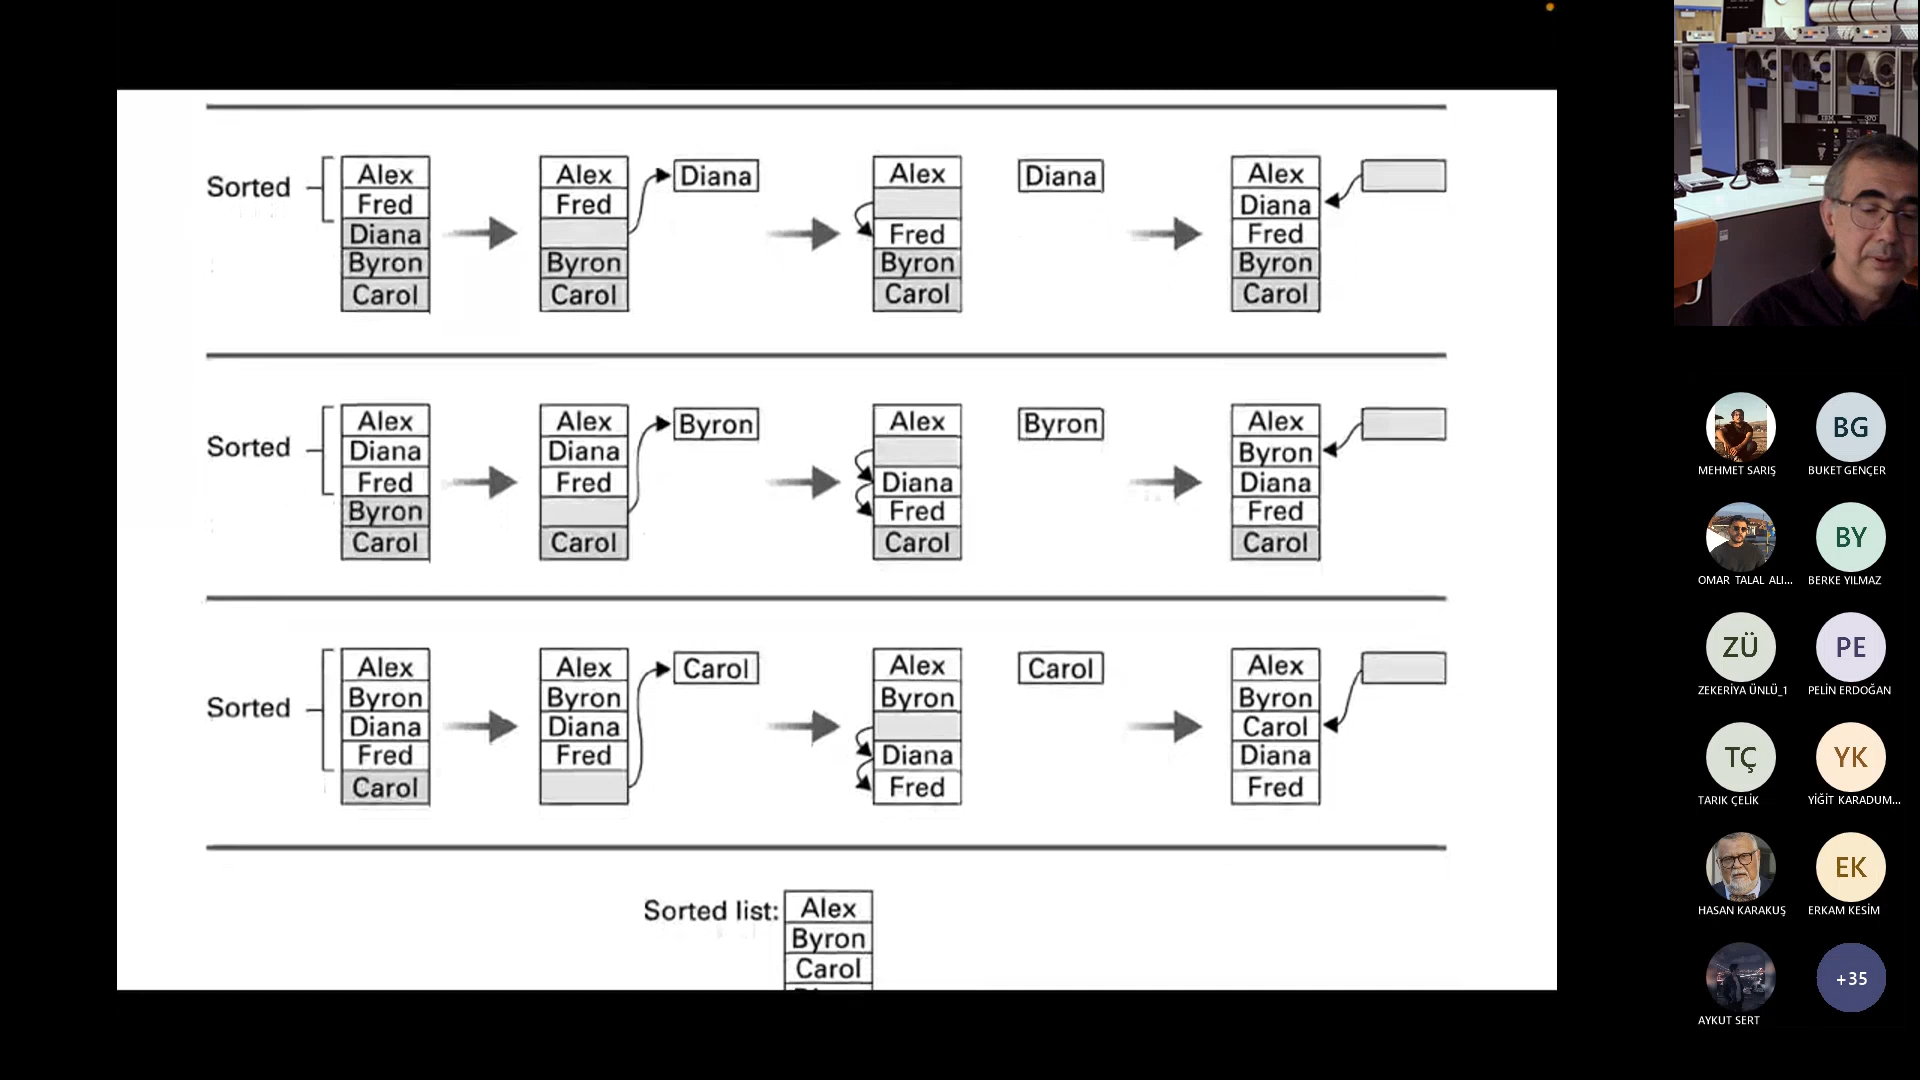 Sorted
Alex
Fred
Diana
Byron
Carol
Alex
Fred
Byron
Carol
Diana
Alex
Fred
Byron
Carol
Diana
Alex
Diana
Fred
Byron
Carol
Sorted
Alex
Diana
Fred
Byron
Carol
Alex
Diana
Fred
Carol
Byron
Alex
Diana
Fred
Carol
Byron
Alex
Byron
Diana
Fred
Carol
Sorted
Alex
Byron
Diana
Fred
Carol
Alex
Byron
Diana
Fred
Carol
Alex
Byron
Diana
Fred
Carol
Alex
Byron
Carol
Diana
Fred
Sorted list:
Alex
Byron
Carol
MEHMET SARIŞ
BG
BUKET GENÇER
OMAR TALAL ALI...
BY
BERKE YILMAZ
ZÜ
ZEKERİYA ÜNLÜ_1
PE
PELİN ERDOĞAN
TÇ
TARIK ÇELİK
YK
YİĞİT KARADUM...
HASAN KARAKUŞ
EK
ERKAM KESİM
AYKUT SERT
+35